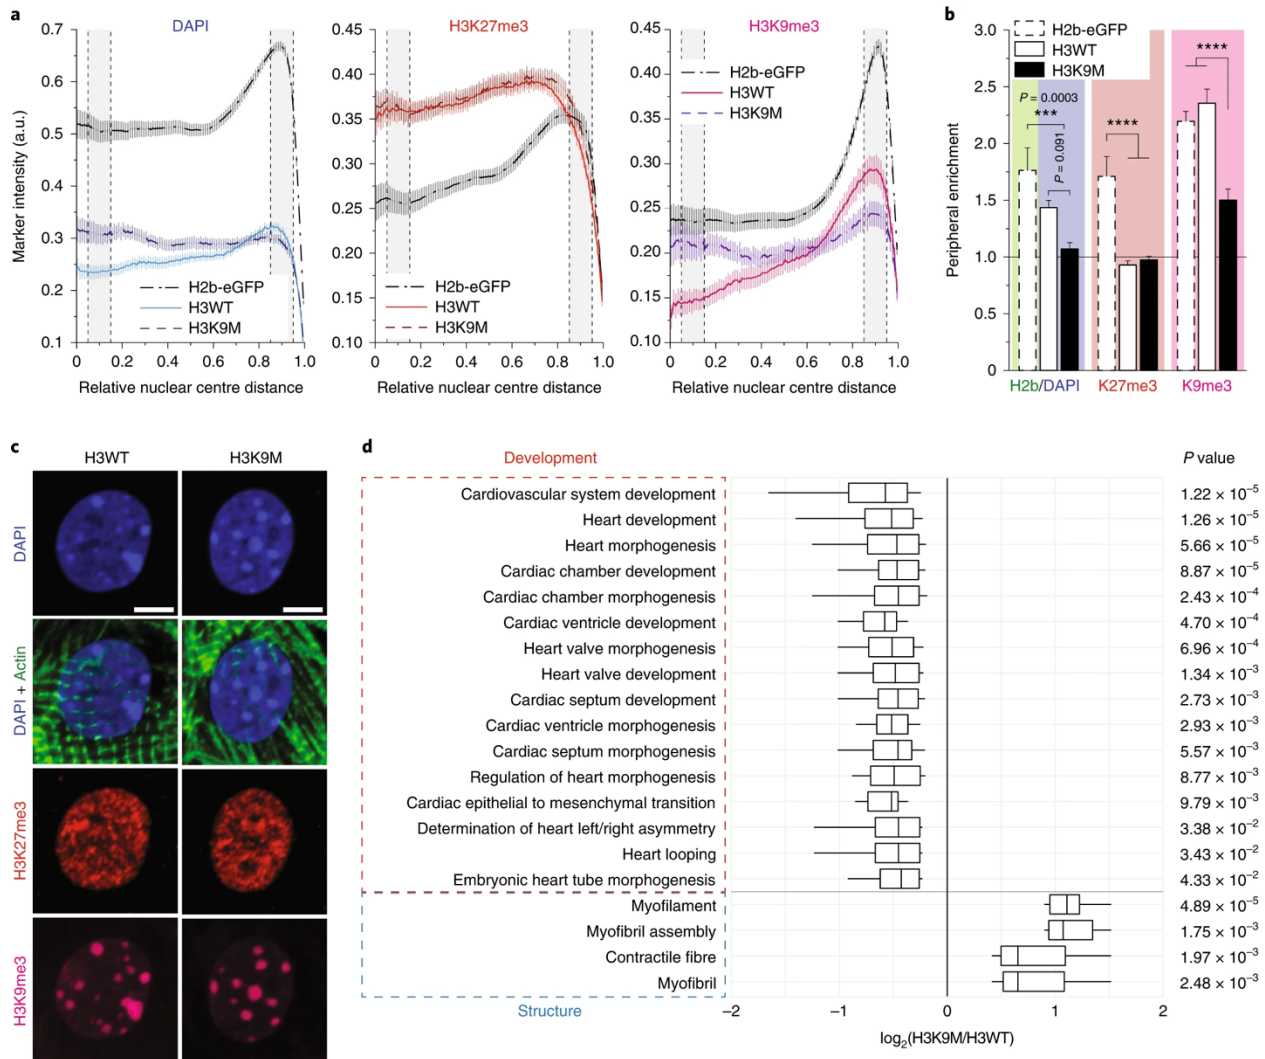 a
DAPI
H3K27me3
H3K9me3
Marker intensity (a.u.)
0.7
0.6
0.5
0.4
0.3
0.2
0.1
H2b-eGFP
H3WT
H3K9M
0 0.2 0.4 0.6 0.8 1.0
Relative nuclear centre distance
0.45
0.40
0.35
0.30
0.25
0.20
0.15
0.10
H2b-eGFP
H3WT
H3K9M
0 0.2 0.4 0.6 0.8 1.0
Relative nuclear centre distance
0.45
0.40
0.35
0.30
0.25
0.20
0.15
0.10
H2b-eGFP
H3WT
H3K9M
0 0.2 0.4 0.6 0.8 1.0
Relative nuclear centre distance
b
Peripheral enrichment
3.0
2.5
2.0
1.5
1.0
0.5
0
H2b-eGFP
H3WT
H3K9M
P = 0.0003
***
P = 0.091
****
****
H2b/DAPI K27me3 K9me3
c
H3WT H3K9M
DAPI
DAPI + Actin
H3K27me3
H3K9me3
d
Development P value
Cardiovascular system development 1.22 × 10⁻⁵
Heart development 1.26 × 10⁻⁵
Heart morphogenesis 5.66 × 10⁻⁵
Cardiac chamber development 8.87 × 10⁻⁵
Cardiac chamber morphogenesis 2.43 × 10⁻⁴
Cardiac ventricle development 4.70 × 10⁻⁴
Heart valve morphogenesis 6.96 × 10⁻⁴
Heart valve development 1.34 × 10⁻³
Cardiac septum development 2.73 × 10⁻³
Cardiac ventricle morphogenesis 2.93 × 10⁻³
Cardiac septum morphogenesis 5.57 × 10⁻³
Regulation of heart morphogenesis 8.77 × 10⁻³
Cardiac epithelial to mesenchymal transition 9.79 × 10⁻³
Determination of heart left/right asymmetry 3.38 × 10⁻²
Heart looping 3.43 × 10⁻²
Embryonic heart tube morphogenesis 4.33 × 10⁻²
Myofilament 4.89 × 10⁻⁵
Myofibril assembly 1.75 × 10⁻³
Contractile fibre 1.97 × 10⁻³
Myofibril 2.48 × 10⁻³
Structure
−2 −1 0 1 2
log₂(H3K9M/H3WT)